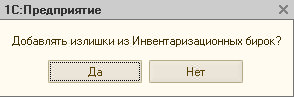 1С:Предприятие
Добавлять излишки из Инвентаризационных бирок?
Да
Нет